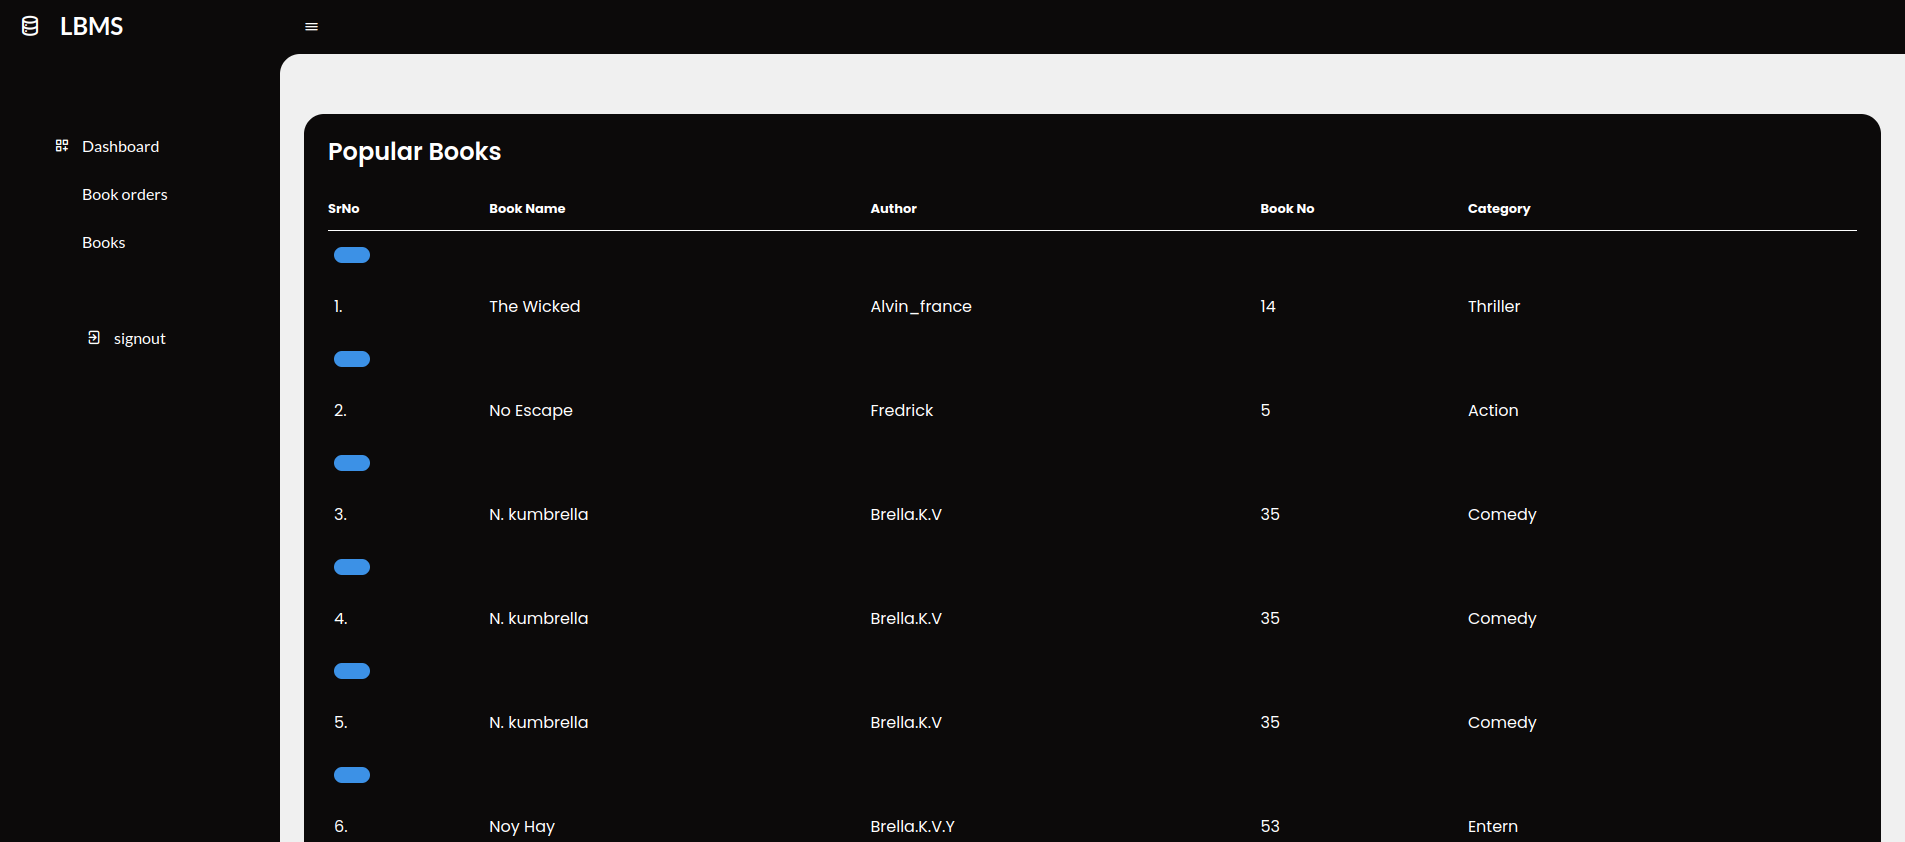 LBMS
Dashboard
Book orders
Books
signout
Popular Books
SrNo Book Name Author Book No Category
1. The Wicked Alvin_france 14 Thriller
2. No Escape Fredrick 5 Action
3. N. kumbrella Brella.K.V 35 Comedy
4. N. kumbrella Brella.K.V 35 Comedy
5. N. kumbrella Brella.K.V 35 Comedy
6. Noy Hay Brella.K.V.Y 53 Entern